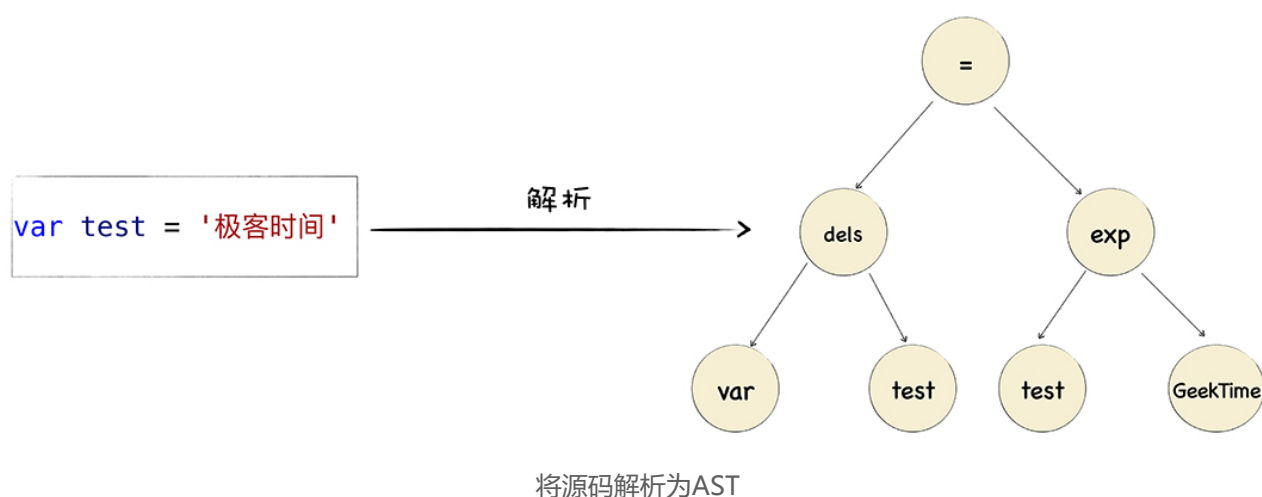 =
var test = '极客时间'
解析
dels
exp
var
test
test
GeekTime
将源码解析为AST